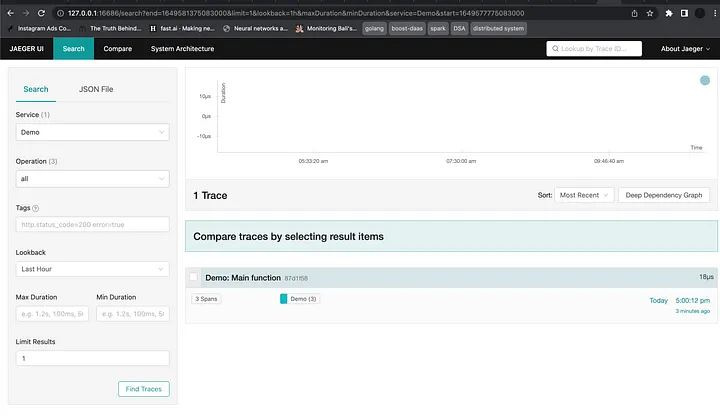 127.0.0.1:16686/search?end=1649581375083000&limit=1&lookback=1h&maxDuration&minDuration&service=Demo&start=1649577775083000
Instagram Ads Co... The Truth Behind... fast.ai · Making ne... Neural networks a... Monitoring Bali's... golang boost-daas spark DSA distributed system
JAEGER UI Search Compare System Architecture Lookup by Trace ID... About Jaeger
Search JSON File
Service (1)
Demo
Operation (3)
all
Tags
http.status_code=200 error=true
Lookback
Last Hour
Max Duration Min Duration
e.g. 1.2s, 100ms, 50 e.g. 1.2s, 100ms, 50
Limit Results
1
Find Traces
Duration
10μs
0μs
-10μs
Time
05:33:20 am 07:30:00 am 09:46:40 am
1 Trace Sort: Most Recent Deep Dependency Graph
Compare traces by selecting result items
Demo: Main function 87d1f58 18μs
3 Spans Demo (3) Today 5:00:12 pm
3 minutes ago